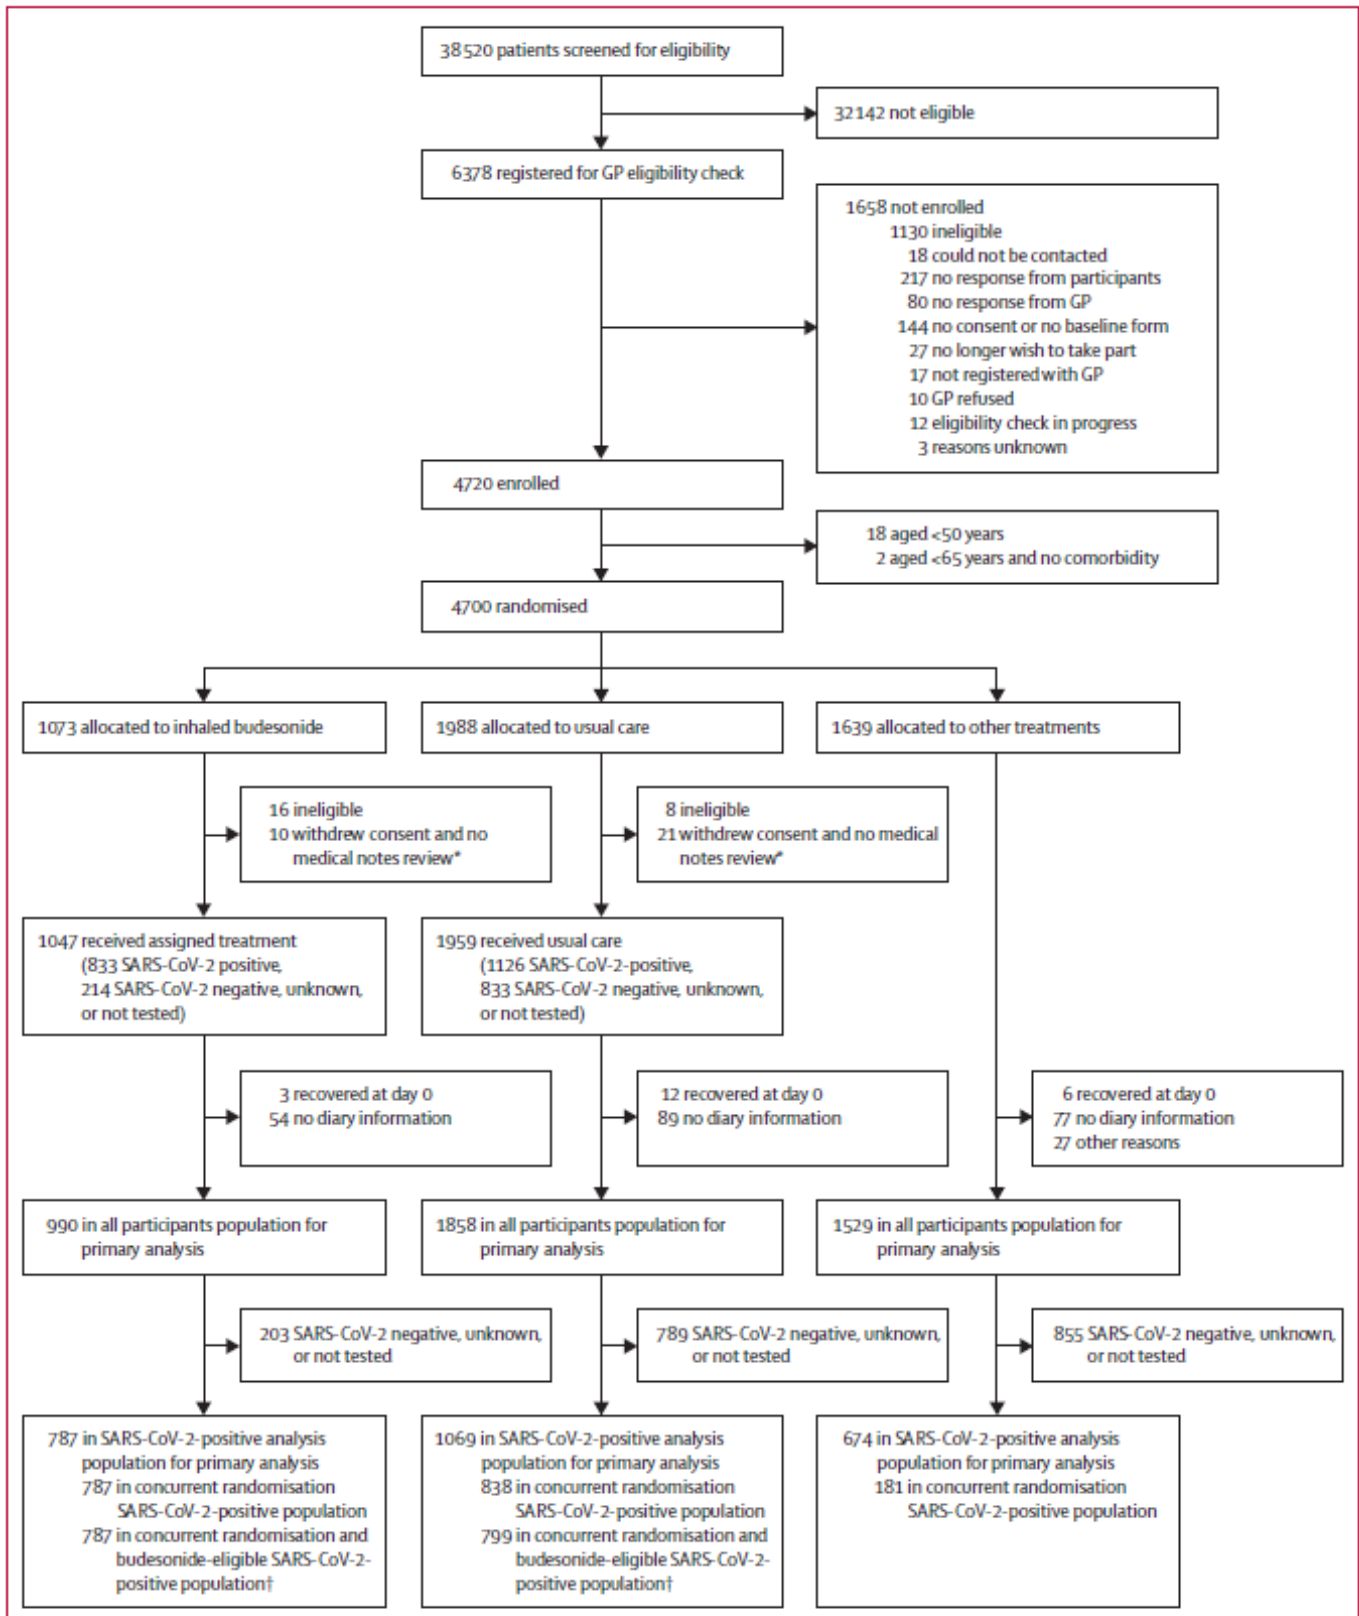 38520 patients screened for eligibility
32142 not eligible
6378 registered for GP eligibility check
1658 not enrolled
1130 ineligible
18 could not be contacted
217 no response from participants
80 no response from GP
144 no consent or no baseline form
27 no longer wish to take part
17 not registered with GP
10 GP refused
12 eligibility check in progress
3 reasons unknown
4720 enrolled
18 aged <50 years
2 aged <65 years and no comorbidity
4700 randomised
1073 allocated to inhaled budesonide
1988 allocated to usual care
1639 allocated to other treatments
16 ineligible
10 withdrew consent and no
medical notes review*
8 ineligible
21 withdrew consent and no medical
notes review*
1047 received assigned treatment
(833 SARS-CoV-2 positive,
214 SARS-CoV-2 negative, unknown,
or not tested)
1959 received usual care
(1126 SARS-CoV-2-positive,
833 SARS-CoV-2 negative, unknown,
or not tested)
3 recovered at day 0
54 no diary information
12 recovered at day 0
89 no diary information
6 recovered at day 0
77 no diary information
27 other reasons
990 in all participants population for
primary analysis
1858 in all participants population for
primary analysis
1529 in all participants population for
primary analysis
203 SARS-CoV-2 negative, unknown,
or not tested
789 SARS-CoV-2 negative, unknown,
or not tested
855 SARS-CoV-2 negative, unknown,
or not tested
787 in SARS-CoV-2-positive analysis
population for primary analysis
787 in concurrent randomisation
SARS-CoV-2-positive population
787 in concurrent randomisation and
budesonide-eligible SARS-CoV-2-
positive population†
1069 in SARS-CoV-2-positive analysis
population for primary analysis
838 in concurrent randomisation
SARS-CoV-2-positive population
799 in concurrent randomisation and
budesonide-eligible SARS-CoV-2-
positive population†
674 in SARS-CoV-2-positive analysis
population for primary analysis
181 in concurrent randomisation
SARS-CoV-2-positive population